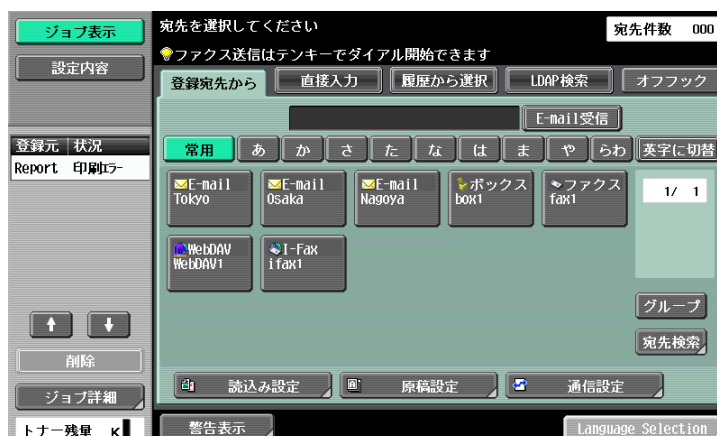 ジョブ表示
設定内容
登録元 状況
Report 印刷ｴﾗｰ
削除
ジョブ詳細
トナー残量 K
宛先を選択してください
宛先件数 000
ファクス送信はテンキーでダイアル開始できます
登録宛先から 直接入力 履歴から選択 LDAP検索 オフフック
E-mail受信
常用 あ か さ た な は ま や らわ 英字に切替
E-mail Tokyo
E-mail Osaka
E-mail Nagoya
ボックス box1
ファクス fax1
1/ 1
WebDAV WebDAV1
I-Fax ifax1
グループ
宛先検索
読込み設定 原稿設定 通信設定
警告表示 Language Selection